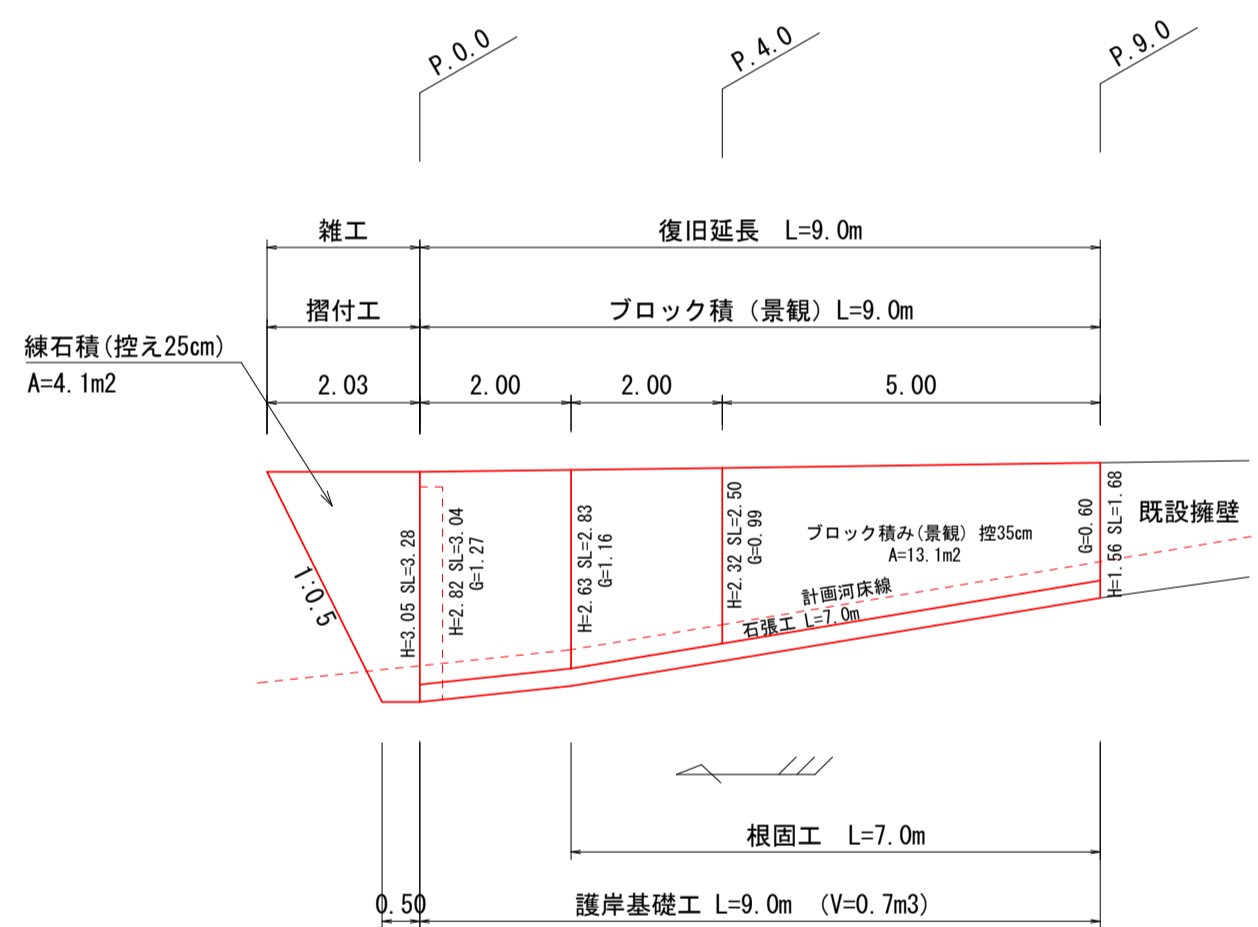 P.0.0
P.4.0
P.9.0
雑工
復旧延長 L=9.0m
摺付工
ブロック積（景観）L=9.0m
練石積(控え25cm)
A=4.1m2
2.03
2.00
2.00
5.00
1:0.5
H=3.05 SL=3.28
H=2.82 SL=3.04
G=1.27
H=2.63 SL=2.83
G=1.16
H=2.32 SL=2.50
G=0.99
ブロック積み(景観) 控35cm
A=13.1m2
G=0.60
H=1.56 SL=1.68
既設擁壁
計画河床線
石張工 L=7.0m
根固工 L=7.0m
0.50
護岸基礎工 L=9.0m （V=0.7m3）